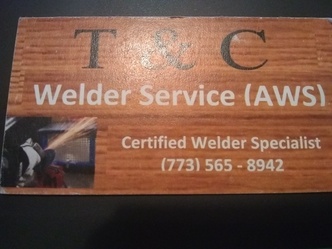 T & C
Welder Service (AWS)
Certified Welder Specialist
(773) 565 - 8942